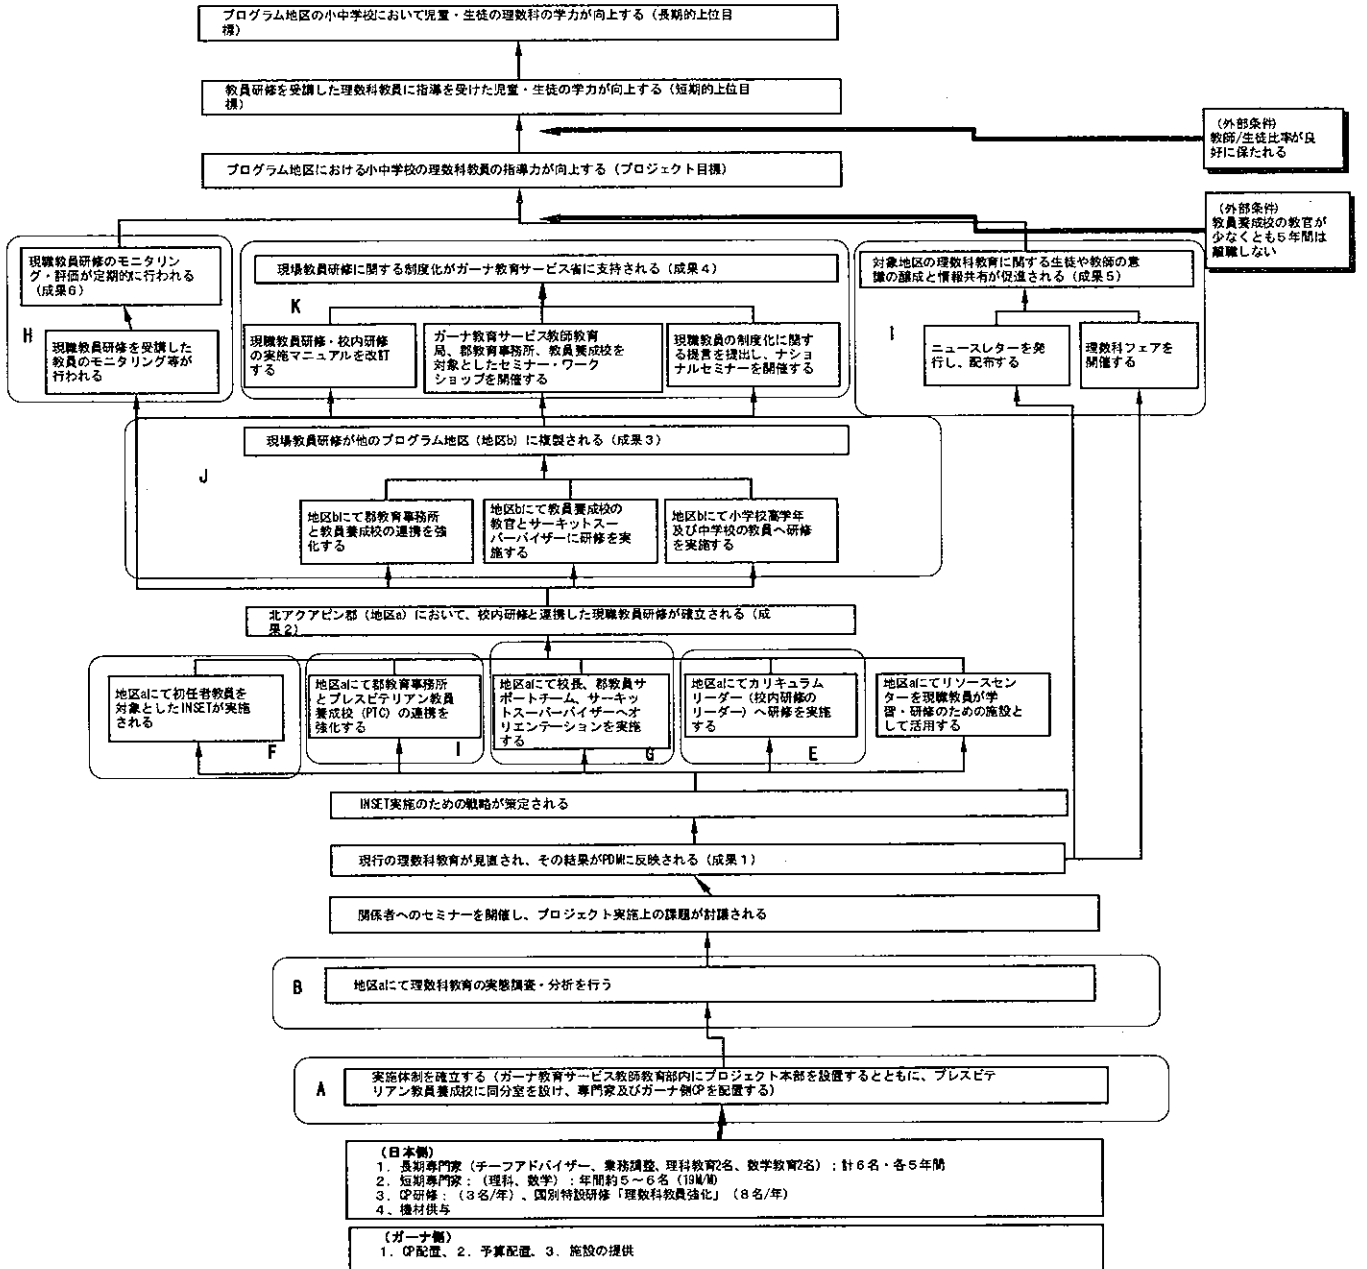 プログラム地区の小中学校において児童・生徒の理数科の学力が向上する（長期的上位目
標）
教員研修を受講した理数科教員に指導を受けた児童・生徒の学力が向上する（短期的上位目
標）
（外部条件）
教師/生徒比率が良
好に保たれる
プログラム地区における小中学校の理数科教員の指導力が向上する（プロジェクト目標）
（外部条件）
教員養成校の教官が
少なくとも５年間は
離職しない
現職教員研修のモニタリン
グ・評価が定期的に行われる
（成果６）
現場教員研修に関する制度化がガーナ教育サービス省に支持される（成果４）
対象地区の理数科教育に関する生徒や教師の意
識の醸成と情報共有が促進される（成果５）
K
H
I
現職教員研修を受講した
教員のモニタリング等が
行われる
現職教員研修・校内研修
の実施マニュアルを改訂
する
ガーナ教育サービス教師教育
局、郡教育事務所、教員養成校を
対象としたセミナー・ワーク
ショップを開催する
現職教員の制度化に関す
る提言を提出し、ナショ
ナルセミナーを開催する
ニュースレターを発
行し、配布する
理数科フェアを
開催する
現場教員研修が他のプログラム地区（地区b）に複製される（成果３）
J
地区bにて郡教育事務所
と教員養成校の連携を強
化する
地区bにて教員養成校の
教官とサーキットスー
パーバイザーに研修を実
施する
地区bにて小学校高学年
及び中学校の教員へ研修
を実施する
北アクアピン郡（地区a）において、校内研修と連携した現職教員研修が確立される（成
果２）
地区aにて初任者教員を
対象としたINSETが実施
される
F
地区aにて郡教育事務所
とプレスビテリアン教員
養成校（PTC）の連携を
強化する
I
地区aにて校長、郡教員サ
ポートチーム、サーキッ
トスーパーバイザーへオ
リエンテーションを実施
する
G
地区aにてカリキュラム
リーダー（校内研修の
リーダー）へ研修を実施
する
E
地区aにてリソースセン
ターを現職教員が学
習・研修のための施設と
して活用する
INSET実施のための戦略が策定される
現行の理数科教育が見直され、その結果がPDMに反映される（成果１）
関係者へのセミナーを開催し、プロジェクト実施上の課題が討議される
B
地区aにて理数科教育の実態調査・分析を行う
A
実施体制を確立する（ガーナ教育サービス教師教育部内にプロジェクト本部を設置するとともに、プレスビテ
リアン教員養成校に同分室を設け、専門家及びガーナ側CPを配置する）
（日本側）
１．長期専門家（チーフアドバイザー、業務調整、理科教育2名、数学教育2名）；計６名・各５年間
２．短期専門家；（理科、数学）；年間約５～６名（19M/M）
３．CP研修；（３名/年）、国別特設研修「理数科教員強化」（８名/年）
４、機材供与
（ガーナ側）
１．CP配置、２．予算配置、３．施設の提供